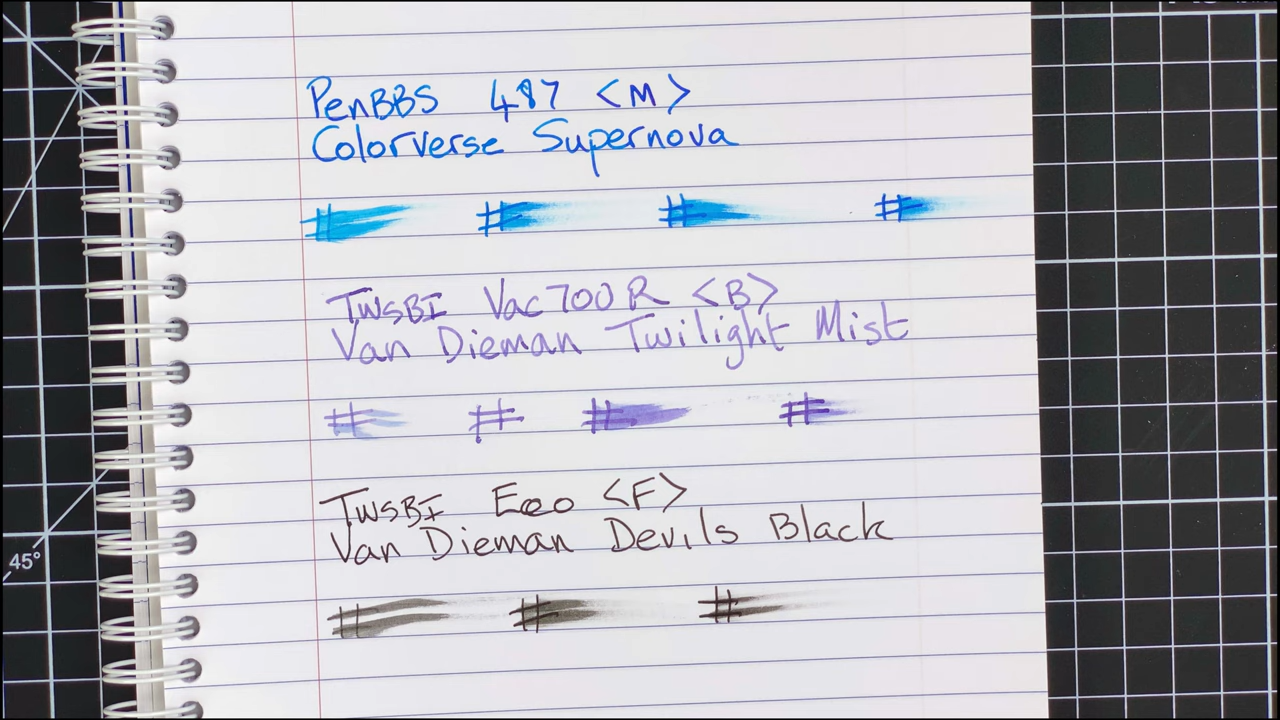 PenBBS 487 <M>
Colorverse Supernova
# # # #
TWSBI Vac700R <B>
Van Dieman Twilight Mist
# # # #
TWSBI Eco <F>
Van Dieman Devils Black
# # #
45°